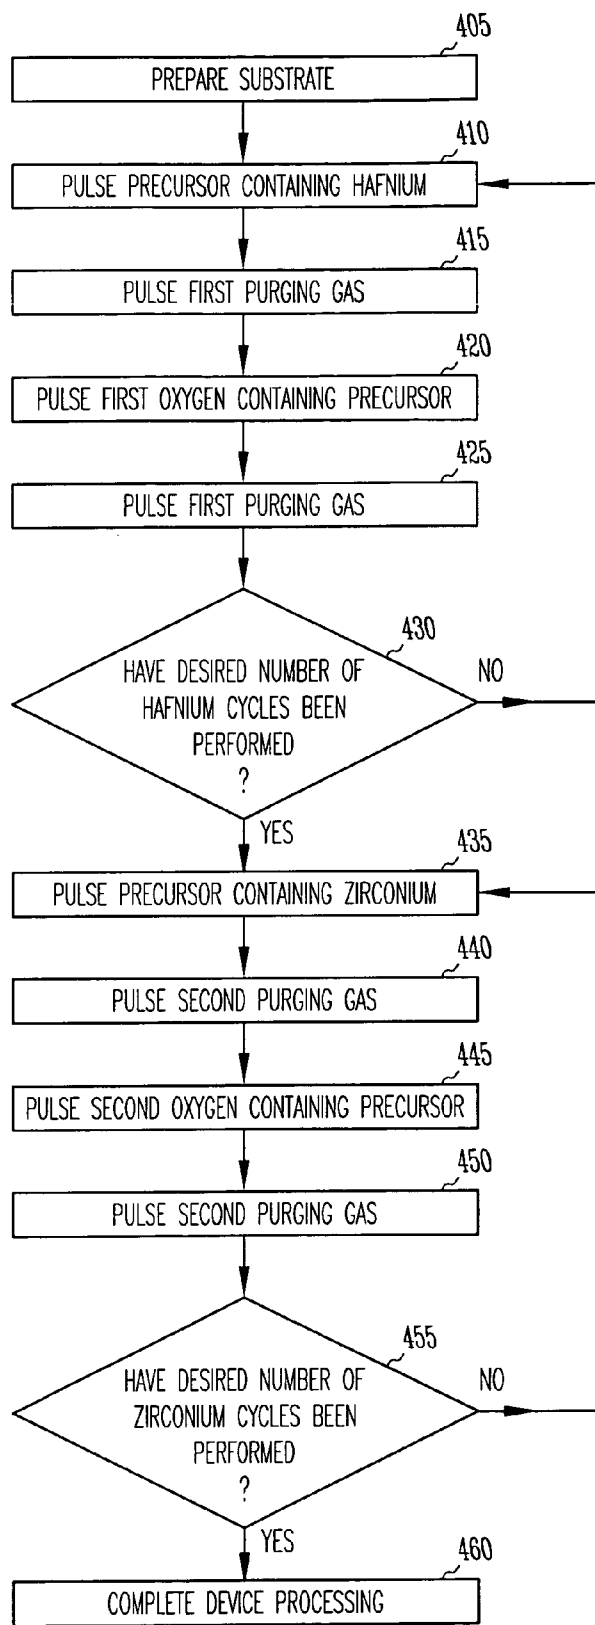 405
PREPARE SUBSTRATE
410
PULSE PRECURSOR CONTAINING HAFNIUM
415
PULSE FIRST PURGING GAS
420
PULSE FIRST OXYGEN CONTAINING PRECURSOR
425
PULSE FIRST PURGING GAS
430
HAVE DESIRED NUMBER OF
HAFNIUM CYCLES BEEN
PERFORMED
?
NO
YES
435
PULSE PRECURSOR CONTAINING ZIRCONIUM
440
PULSE SECOND PURGING GAS
445
PULSE SECOND OXYGEN CONTAINING PRECURSOR
450
PULSE SECOND PURGING GAS
455
HAVE DESIRED NUMBER OF
ZIRCONIUM CYCLES BEEN
PERFORMED
?
NO
YES
460
COMPLETE DEVICE PROCESSING